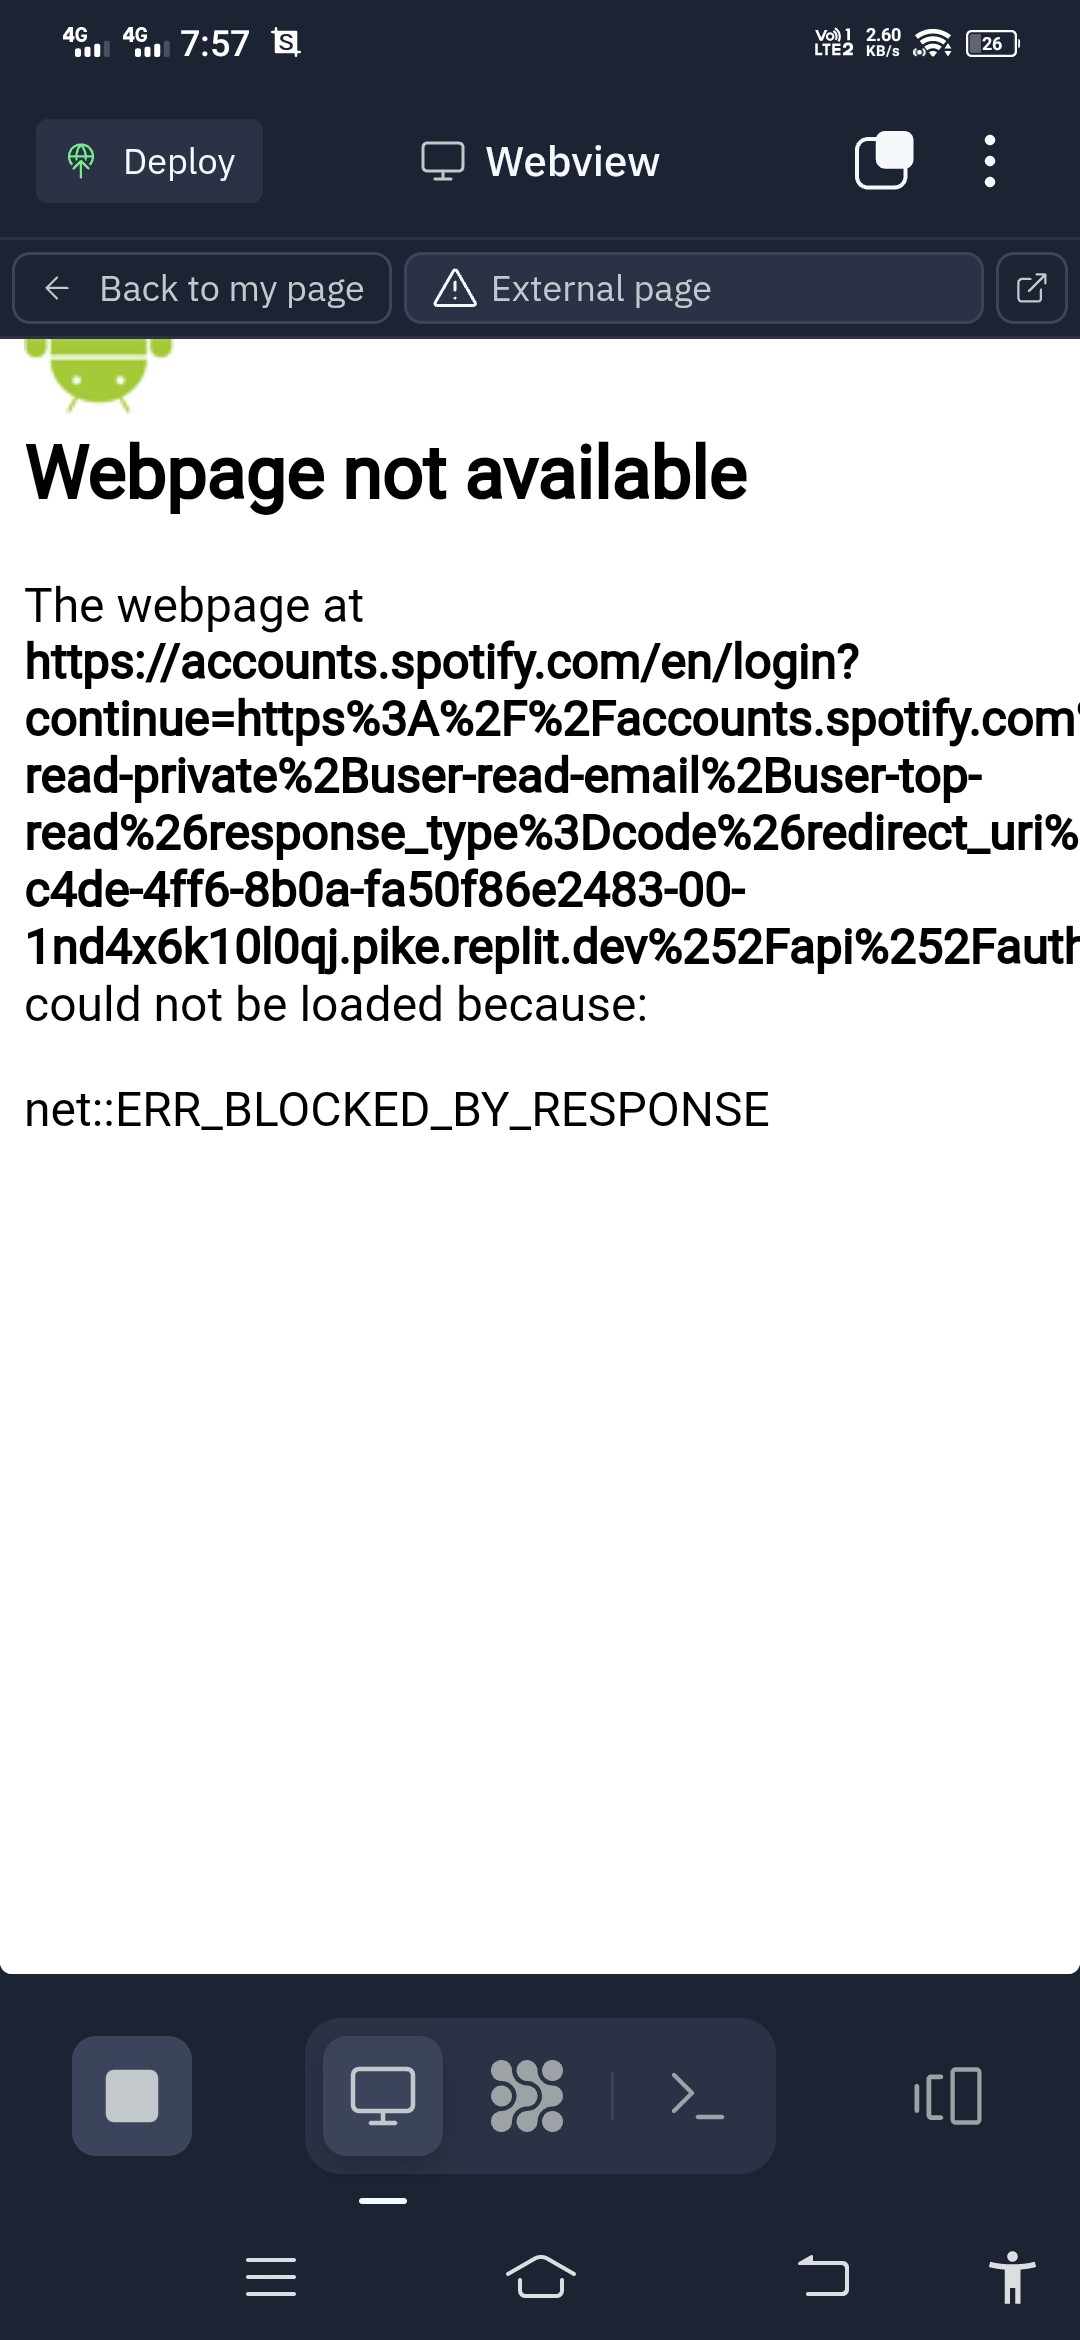 4G 4G 7:57 S Vo)) 1 LTE2 2.60 KB/s 26
Deploy Webview
Back to my page External page
Webpage not available
The webpage at
https://accounts.spotify.com/en/login?
continue=https%3A%2F%2Faccounts.spotify.com
read-private%2Buser-read-email%2Buser-top-
read%26response_type%3Dcode%26redirect_uri%
c4de-4ff6-8b0a-fa50f86e2483-00-
1nd4x6k10l0qj.pike.replit.dev%252Fapi%252Fauth
could not be loaded because:
net::ERR_BLOCKED_BY_RESPONSE